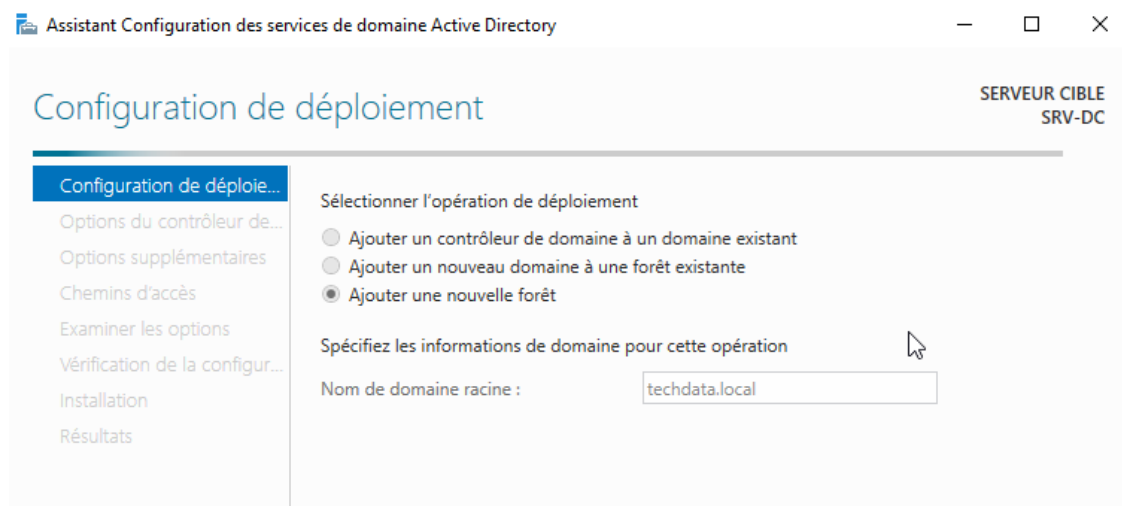 Assistant Configuration des services de domaine Active Directory
Configuration de déploiement
SERVEUR CIBLE
SRV-DC
Configuration de déploie...
Options du contrôleur de...
Options supplémentaires
Chemins d'accès
Examiner les options
Vérification de la configur...
Installation
Résultats
Sélectionner l'opération de déploiement
Ajouter un contrôleur de domaine à un domaine existant
Ajouter un nouveau domaine à une forêt existante
Ajouter une nouvelle forêt
Spécifiez les informations de domaine pour cette opération
Nom de domaine racine : techdata.local